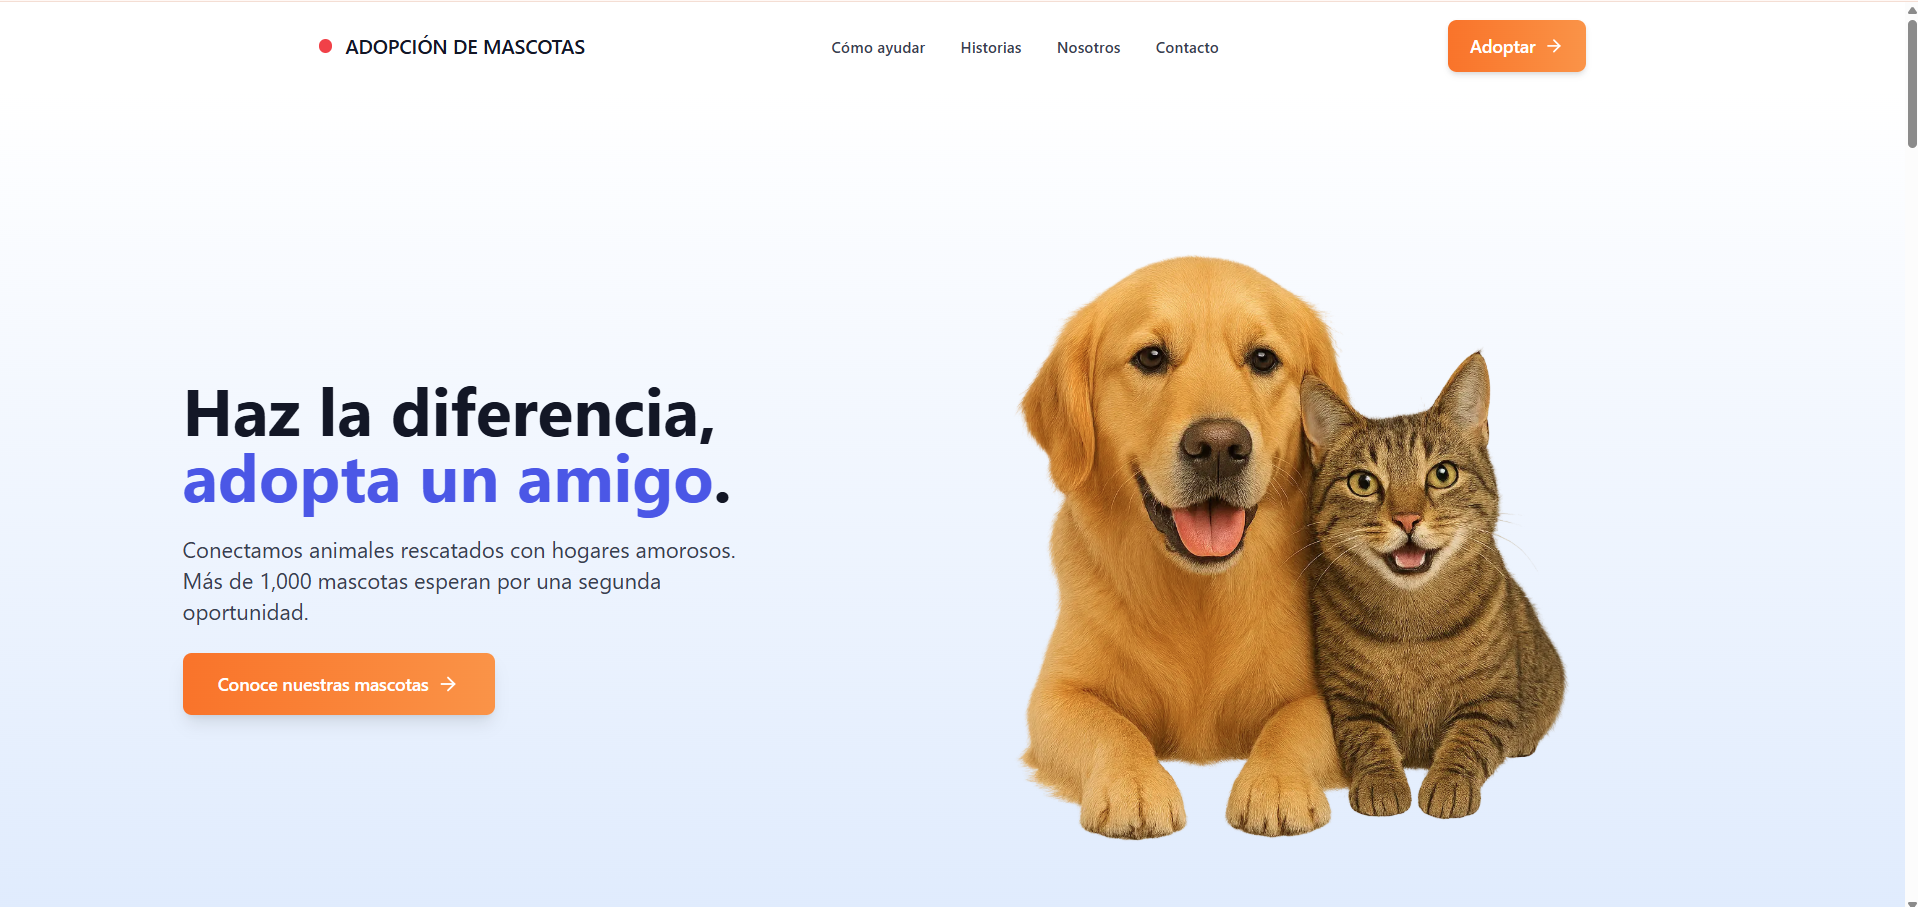 ADOPCIÓN DE MASCOTAS
Cómo ayudar
Historias
Nosotros
Contacto
Adoptar
Haz la diferencia,
adopta un amigo.
Conectamos animales rescatados con hogares amorosos.
Más de 1,000 mascotas esperan por una segunda
oportunidad.
Conoce nuestras mascotas